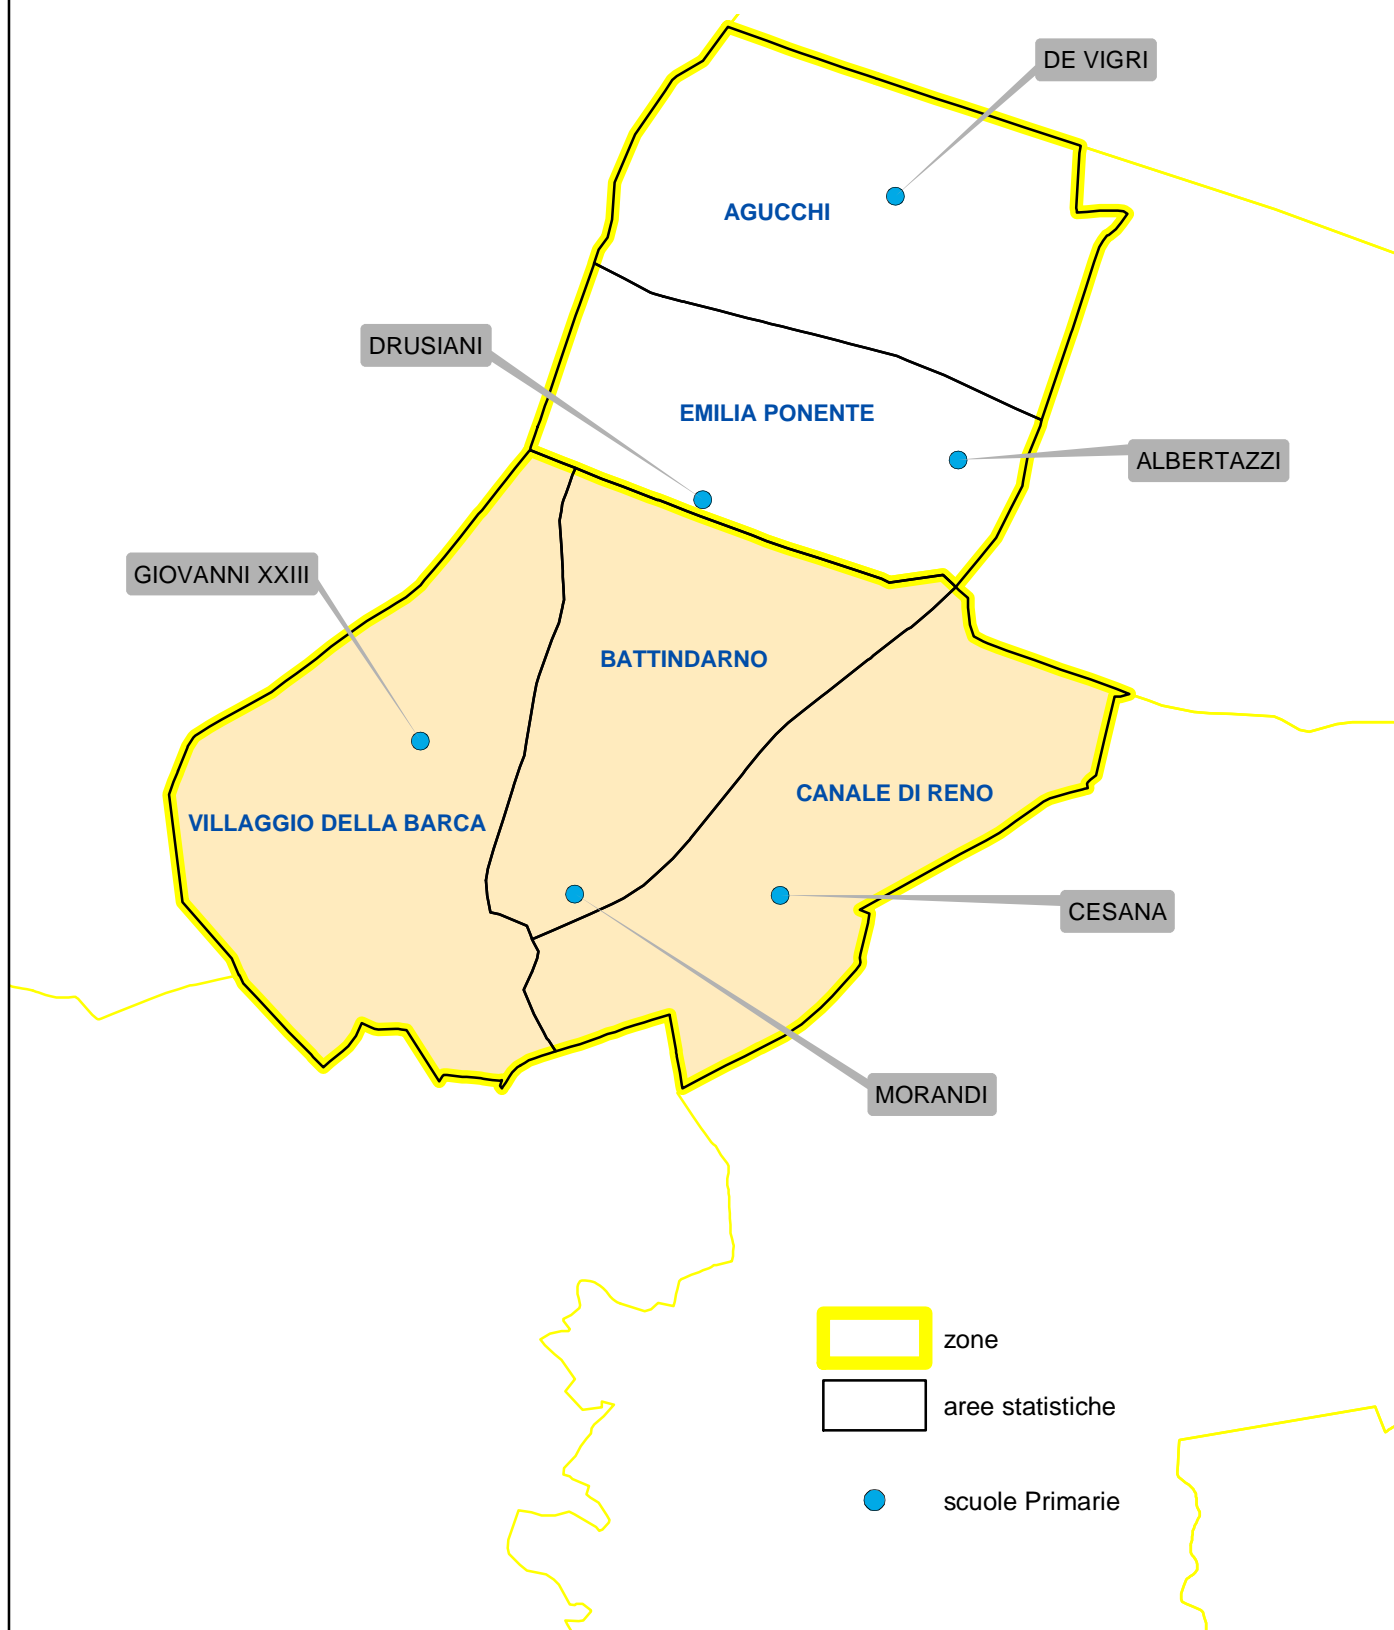 DE VIGRI
AGUCCHI
DRUSIANI
EMILIA PONENTE
ALBERTAZZI
GIOVANNI XXIII
BATTINDARNO
CANALE DI RENO
VILLAGGIO DELLA BARCA
CESANA
MORANDI
zone
aree statistiche
scuole Primarie